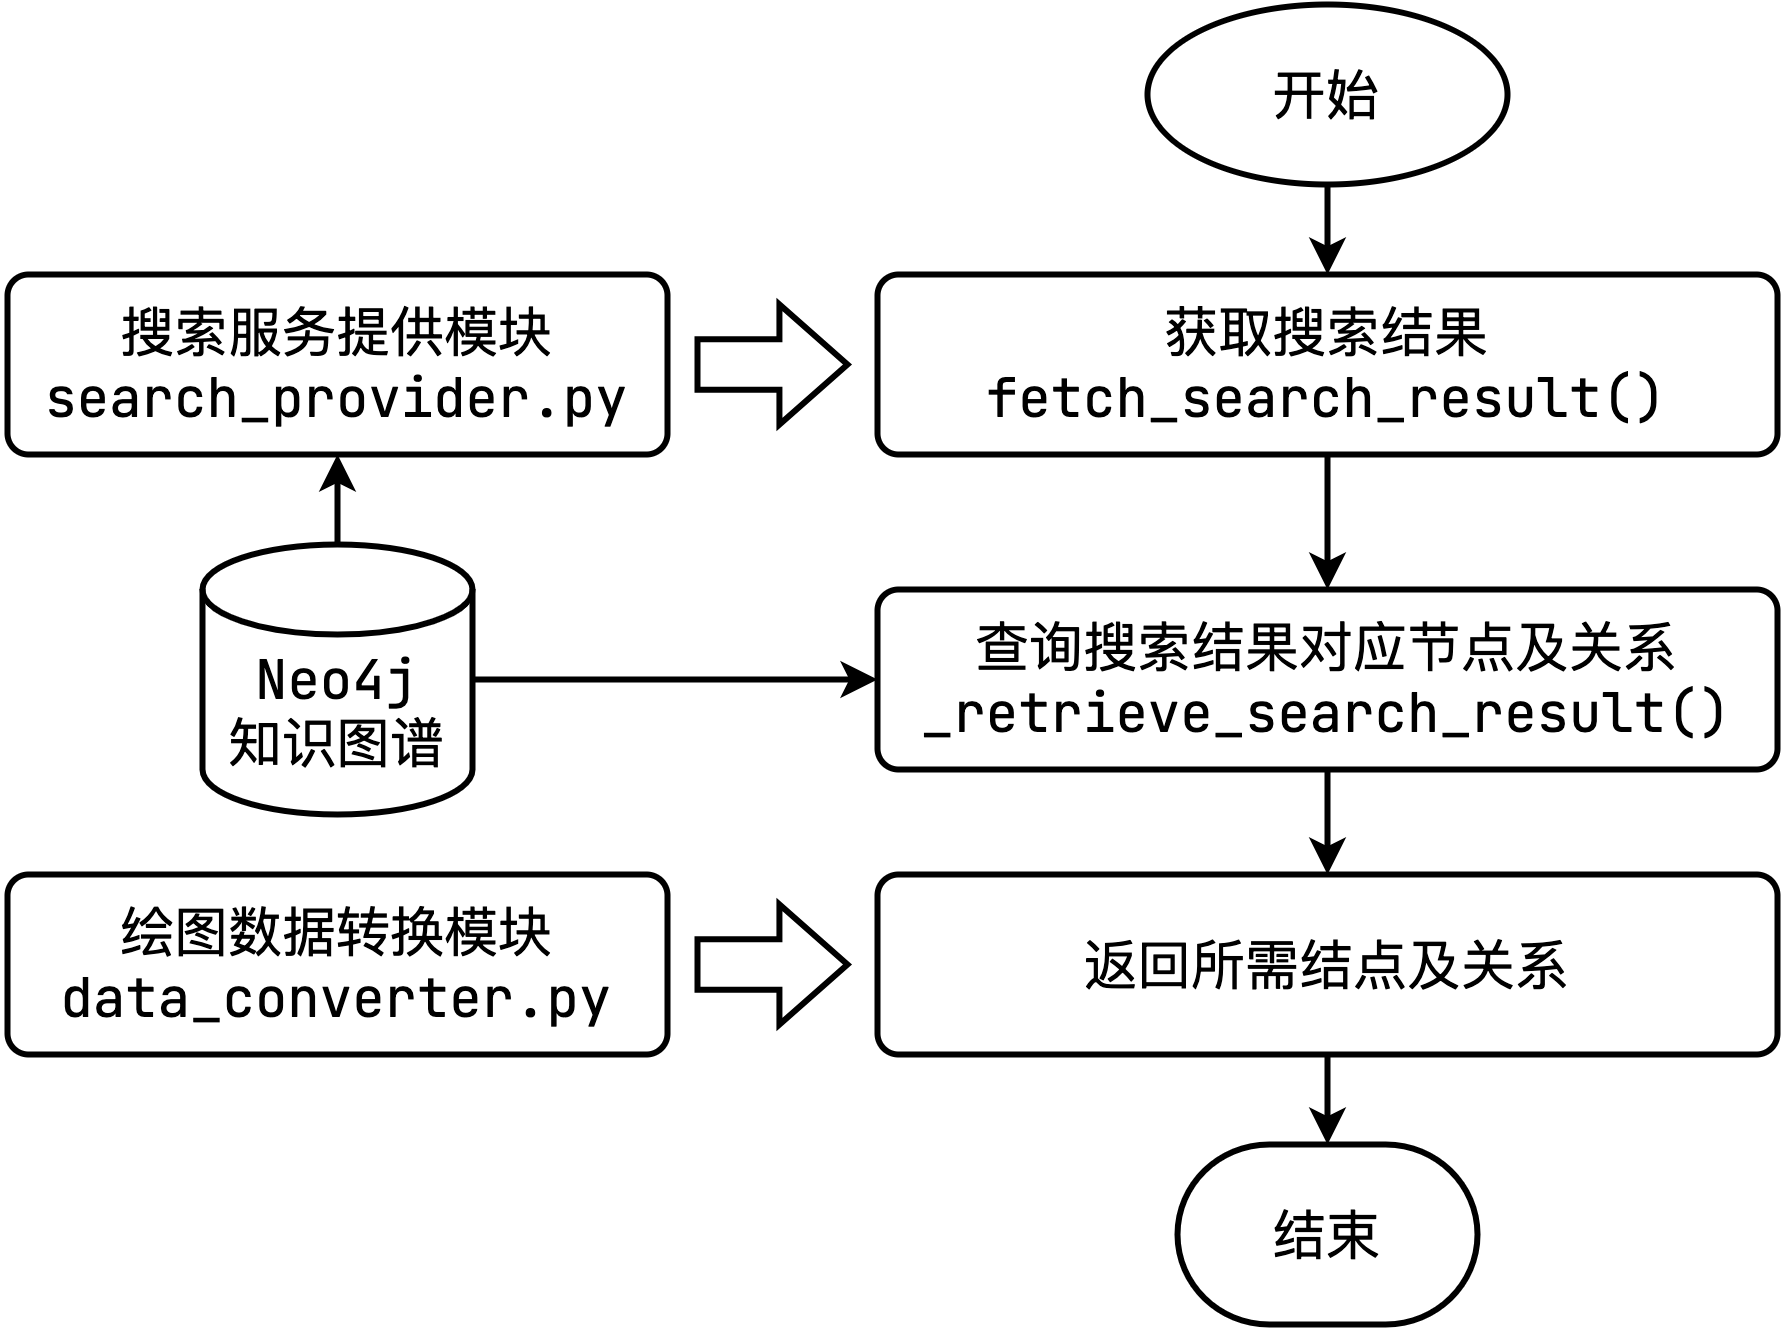 开始
搜索服务提供模块
search_provider.py
获取搜索结果
fetch_search_result()
Neo4j
知识图谱
查询搜索结果对应节点及关系
_retrieve_search_result()
绘图数据转换模块
data_converter.py
返回所需结点及关系
结束